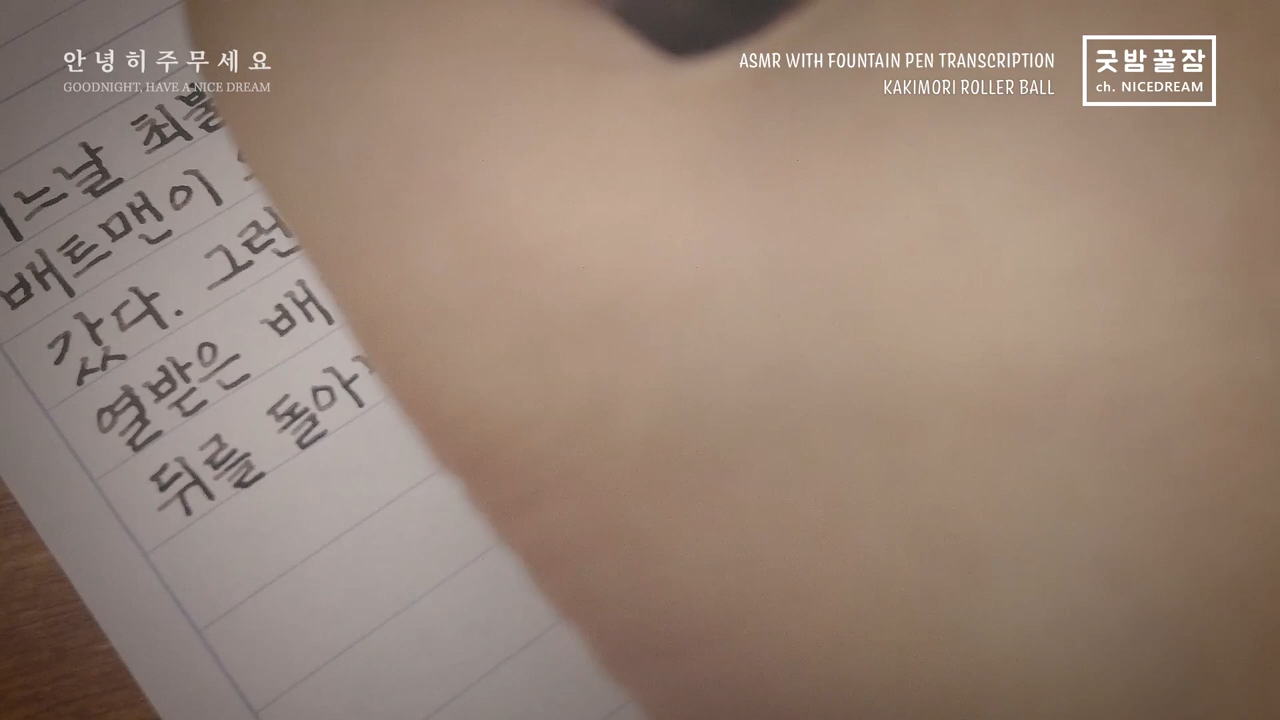 안녕히주무세요
GOODNIGHT, HAVE A NICE DREAM
ASMR WITH FOUNTAIN PEN TRANSCRIPTION
KAKIMORI ROLLER BALL
굿밤꿀잠
ch. NICEDREAM
느날 최불
배트맨이
갔다. 그런
열받은 배
뒤를 돌아